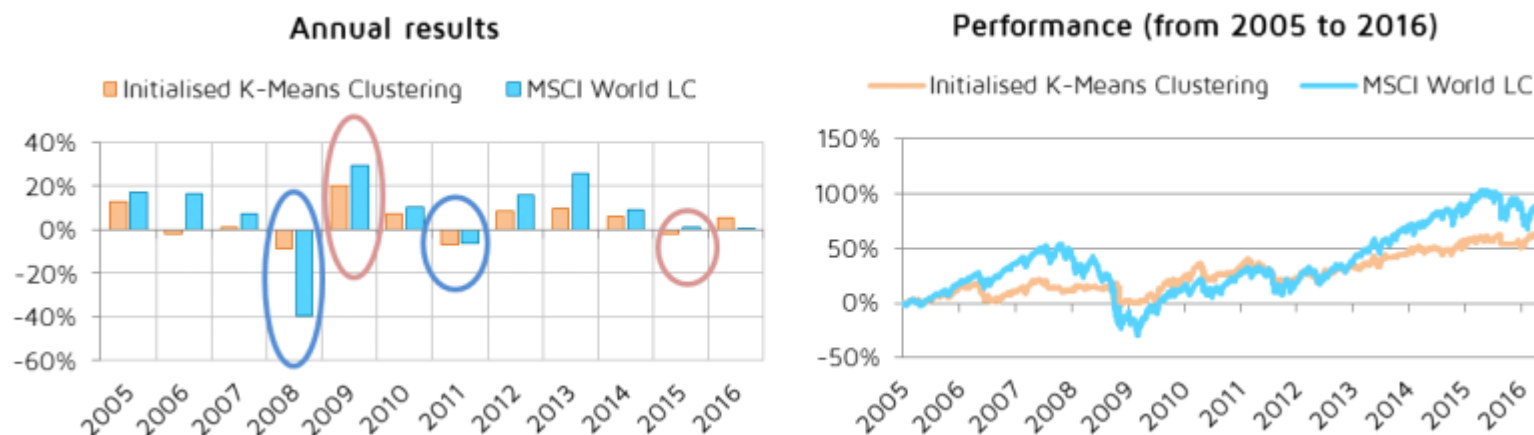 Annual results
Initialised K-Means Clustering MSCI World LC
40%
20%
0%
-20%
-40%
-60%
2005 2006 2007 2008 2009 2010 2011 2012 2013 2014 2015 2016
Performance (from 2005 to 2016)
Initialised K-Means Clustering MSCI World LC
150%
100%
50%
0%
-50%
2005 2006 2007 2008 2009 2010 2011 2012 2013 2014 2015 2016